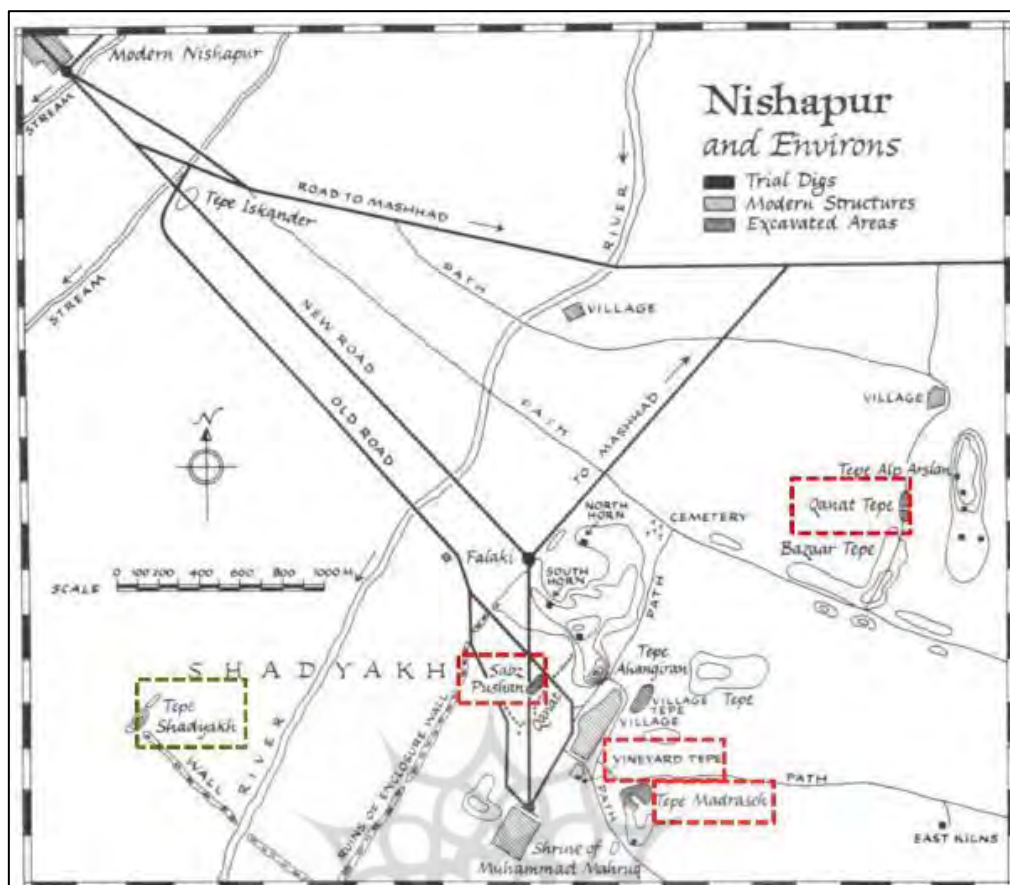 Modern Nishapur
STREAM
Nishapur
and Environs
Trial Digs
Modern Structures
Excavated Areas
RIVER
ROAD TO MASHHAD
Tepe Iskander
STREAM
PATH
VILLAGE
NEW ROAD
OLD ROAD
N
PATH
TO MASHHAD
VILLAGE
Tepe Alp Arslan
Qanat Tepe
NORTH
HORN
CEMETERY
Bazaar Tepe
Falaki
SOUTH
HORN
SCALE
0 100 200 400 600 1000 M
PATH
SHADYAKH
Sabz
Pushan
Qanat
Tepe
Ahangiran
Tepe
Tepe
Shadyakh
VILLAGE
TEPE
VILLAGE
WALL
RIVER
RUINS OF ENCLOSURE WALL
VINEYARD TEPE
PATH
Tepe Madraseh
PATH
EAST KILNS
Shrine of
Muhammad Mahruq